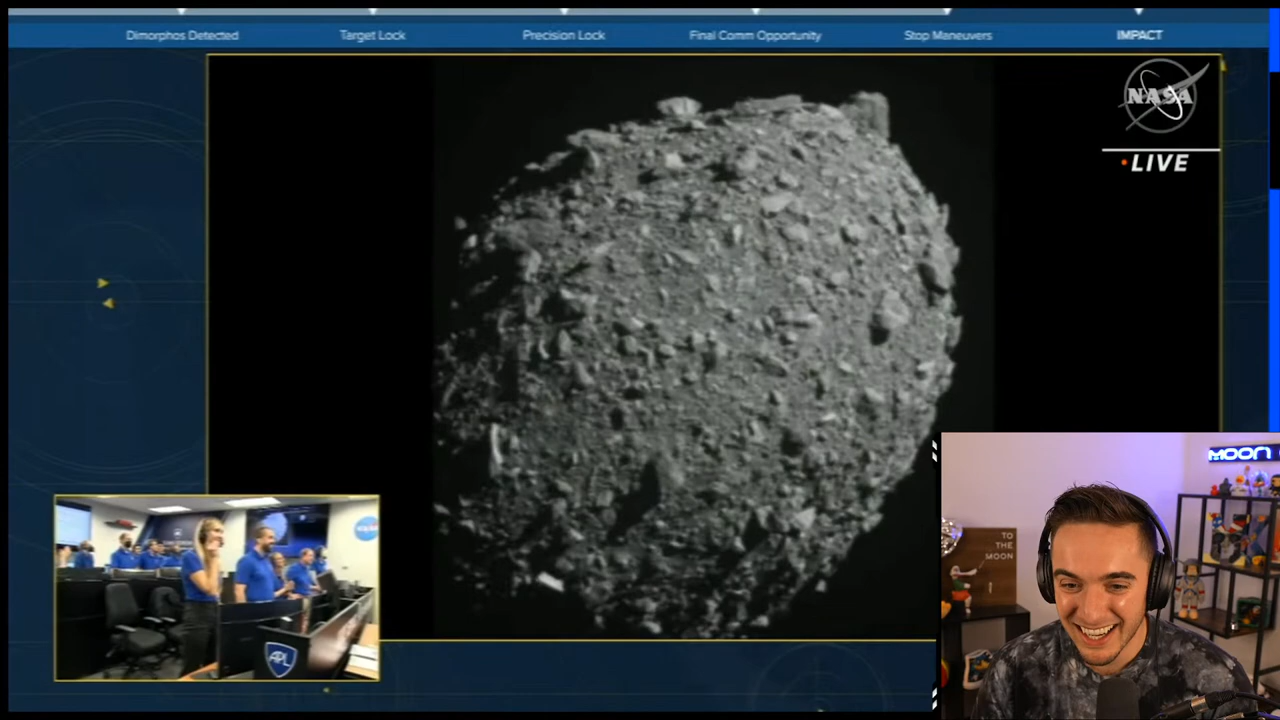 Dimorphos Detected
Target Lock
Precision Lock
Final Comm Opportunity
Stop Maneuvers
IMPACT
NASA
LIVE
MOON
TO
THE
MOON
NASA
APL